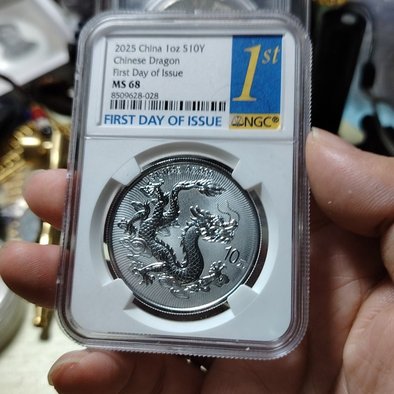 2025 China 1oz S10Y
Chinese Dragon
First Day of Issue
MS 68
8509628-028
1st
FIRST DAY OF ISSUE NGC®
10